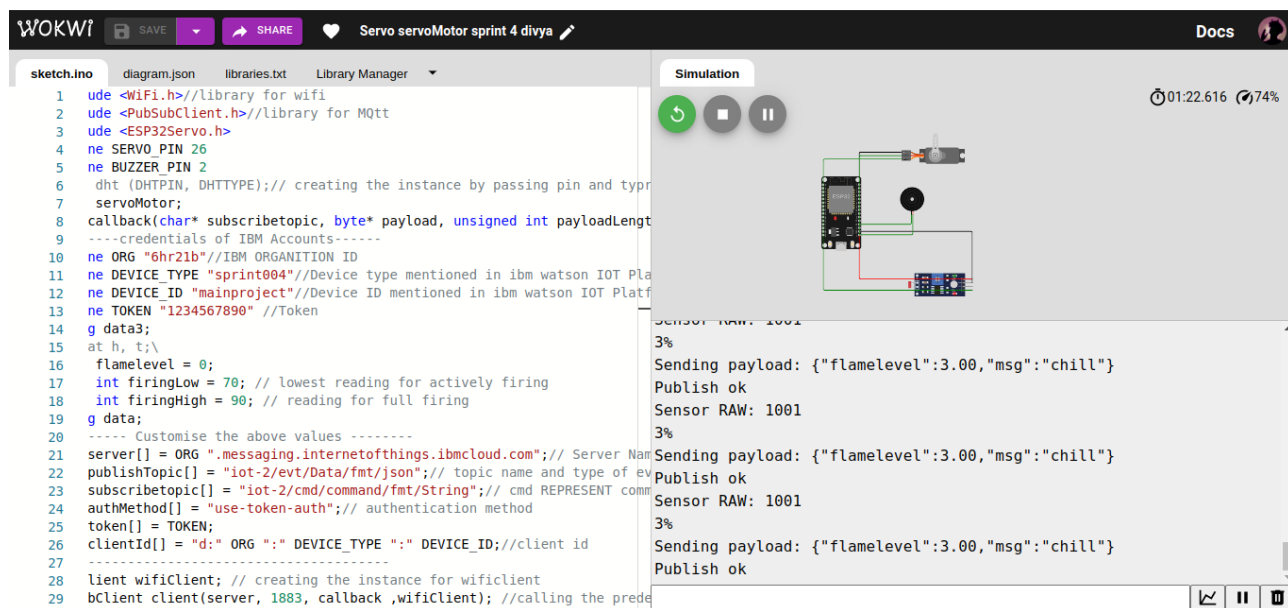 WOKWi SAVE SHARE Servo servoMotor sprint 4 divya Docs
sketch.ino diagram.json libraries.txt Library Manager
1 ude <WiFi.h>//library for wifi
2 ude <PubSubClient.h>//library for MQtt
3 ude <ESP32Servo.h>
4 ne SERVO_PIN 26
5 ne BUZZER_PIN 2
6 dht (DHTPIN, DHTTYPE);// creating the instance by passing pin and typr
7 servoMotor;
8 callback(char* subscribetopic, byte* payload, unsigned int payloadLengt
9 ----credentials of IBM Accounts------
10 ne ORG "6hr21b"//IBM ORGANITION ID
11 ne DEVICE_TYPE "sprint004"//Device type mentioned in ibm watson IOT Pla
12 ne DEVICE_ID "mainproject"//Device ID mentioned in ibm watson IOT Platf
13 ne TOKEN "1234567890" //Token
14 g data3;
15 at h, t;\
16 flamelevel = 0;
17 int firingLow = 70; // lowest reading for actively firing
18 int firingHigh = 90; // reading for full firing
19 g data;
20 ----- Customise the above values --------
21 server[] = ORG ".messaging.internetofthings.ibmcloud.com";// Server Nam
22 publishTopic[] = "iot-2/evt/Data/fmt/json";// topic name and type of ev
23 subscribetopic[] = "iot-2/cmd/command/fmt/String";// cmd REPRESENT comm
24 authMethod[] = "use-token-auth";// authentication method
25 token[] = TOKEN;
26 clientId[] = "d:" ORG ":" DEVICE_TYPE ":" DEVICE_ID;//client id
27 ---------------------------------------
28 lient wifiClient; // creating the instance for wificlient
29 bClient client(server, 1883, callback ,wifiClient); //calling the prede
Simulation
01:22.616 74%
ESP32
Sensor RAW: 1001
3%
Sending payload: {"flamelevel":3.00,"msg":"chill"}
Publish ok
Sensor RAW: 1001
3%
Sending payload: {"flamelevel":3.00,"msg":"chill"}
Publish ok
Sensor RAW: 1001
3%
Sending payload: {"flamelevel":3.00,"msg":"chill"}
Publish ok